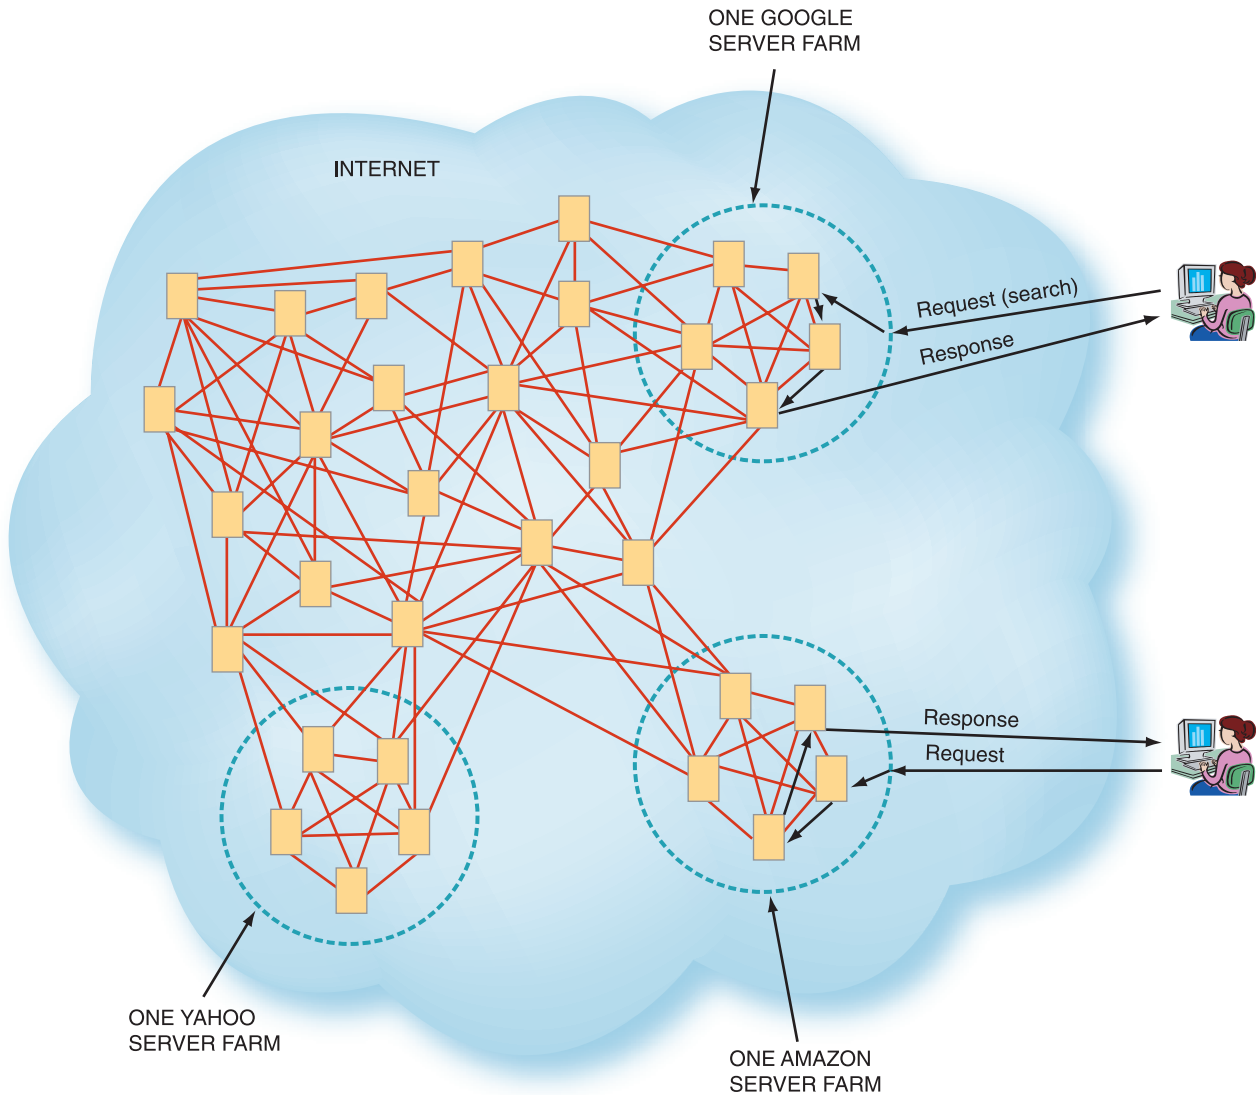 ONE GOOGLE
SERVER FARM
INTERNET
Request (search)
Response
Response
Request
ONE YAHOO
SERVER FARM
ONE AMAZON
SERVER FARM